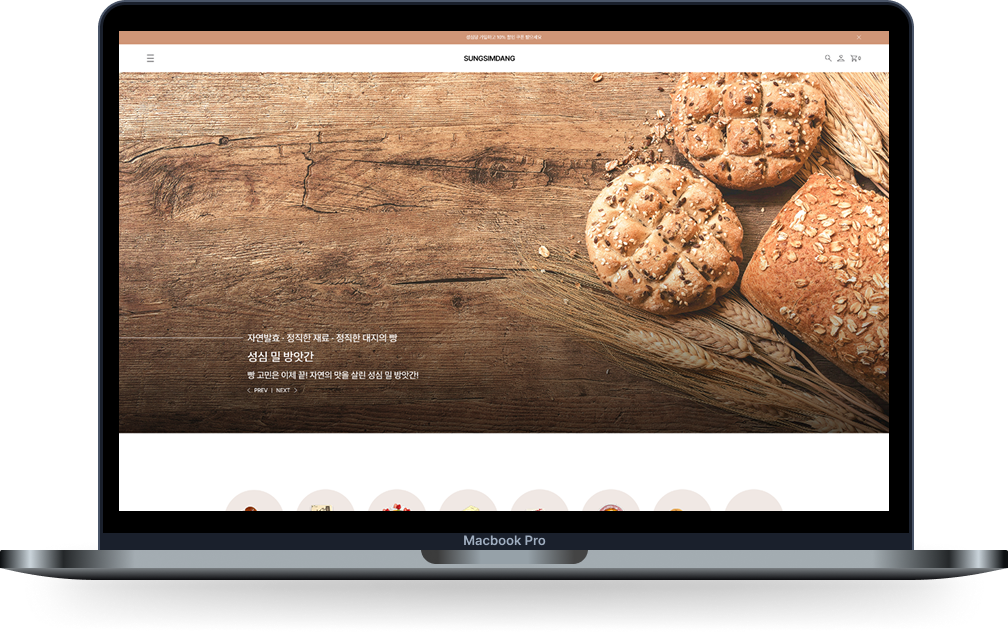 SUNGSIMDANG
0
자연발효 - 정직한 재료 - 정직한 대지의 빵
성심 밀 방앗간
빵 고민은 이제 끝! 자연의 맛을 살린 성심 밀 방앗간!
PREV | NEXT
Macbook Pro